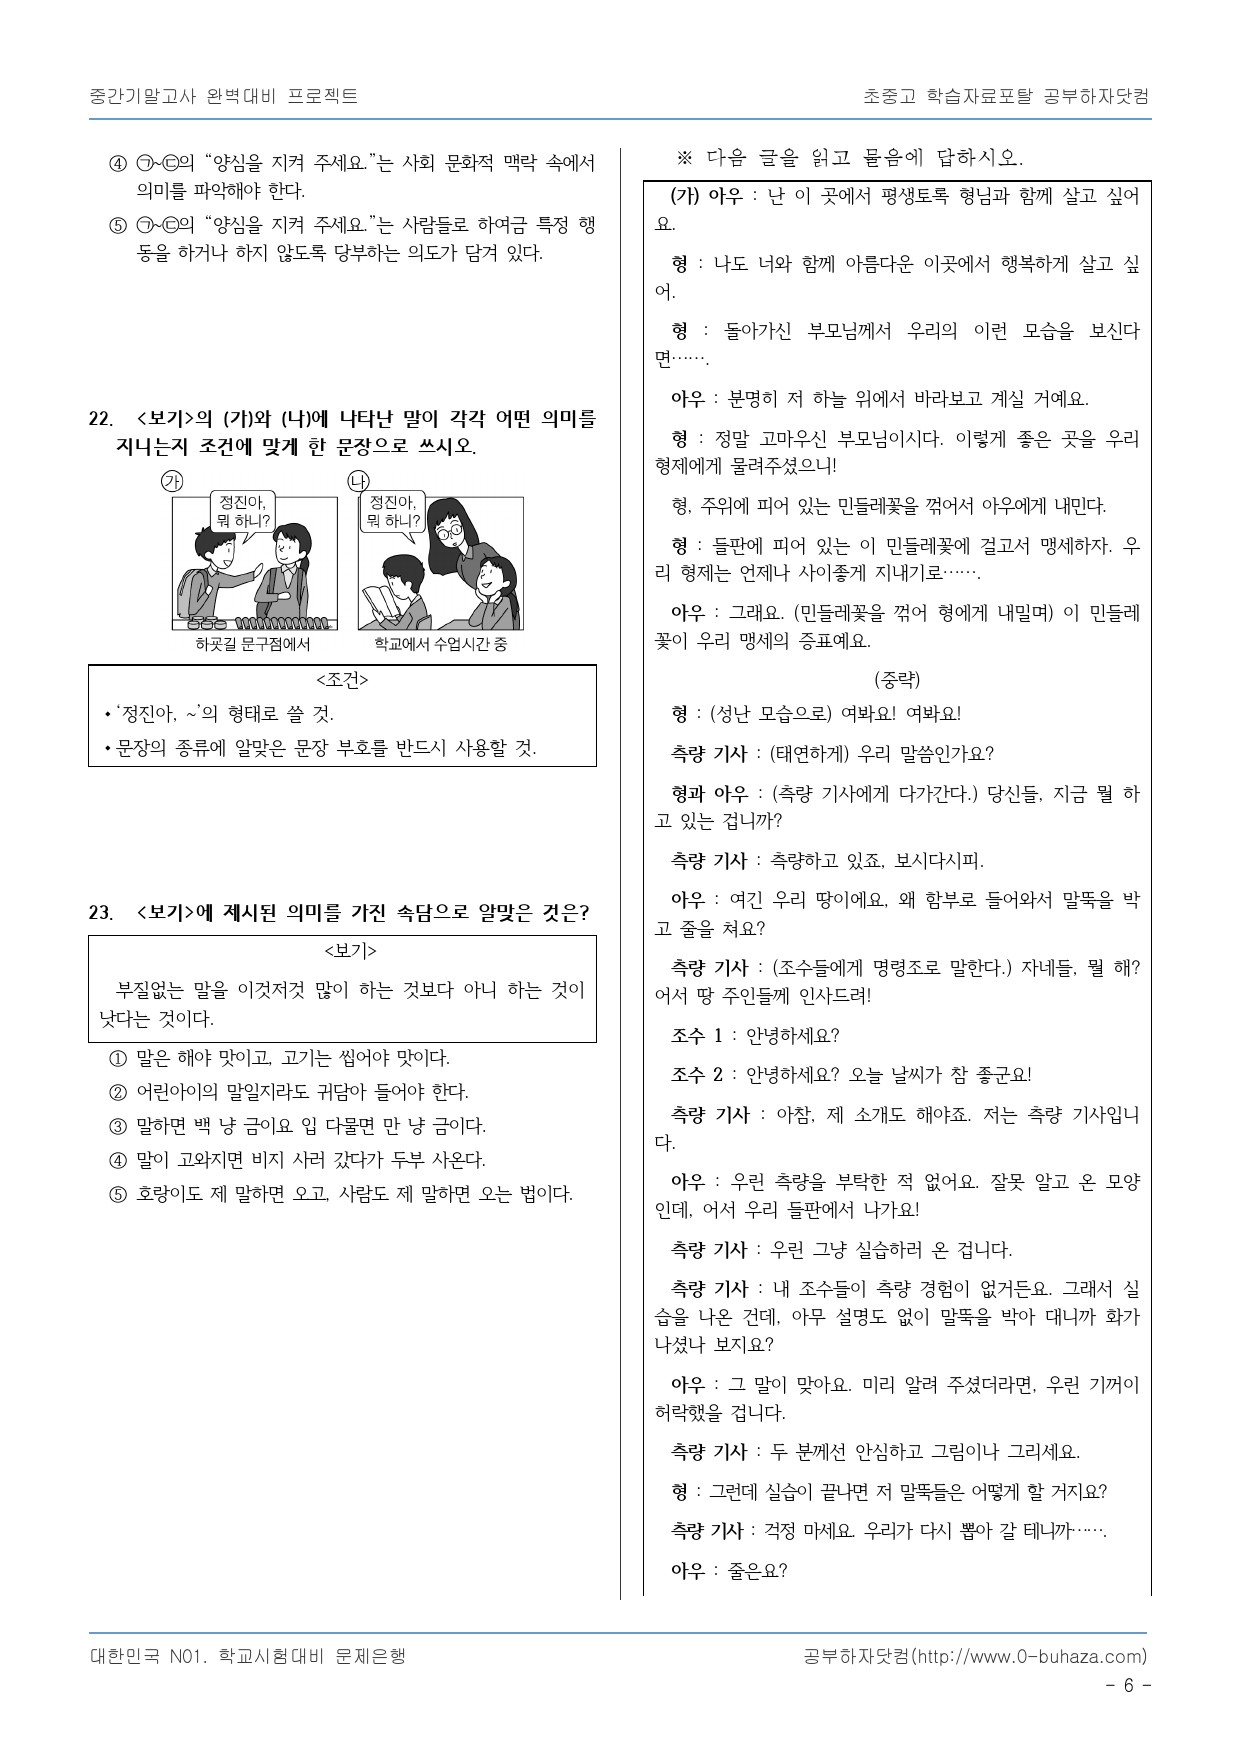 중간기말고사 완벽대비 프로젝트
초중고 학습자료포탈 공부하자닷컴
④ ㉠~㉢의 “양심을 지켜 주세요.”는 사회 문화적 맥락 속에서
의미를 파악해야 한다.
⑤ ㉠~㉢의 “양심을 지켜 주세요.”는 사람들로 하여금 특정 행
동을 하거나 하지 않도록 당부하는 의도가 담겨 있다.
22. <보기>의 (가)와 (나)에 나타난 말이 각각 어떤 의미를
지니는지 조건에 맞게 한 문장으로 쓰시오.
㉮ ㉯
정진아,
뭐 하니?
정진아,
뭐 하니?
하굣길 문구점에서
학교에서 수업시간 중
<조건>
• ‘정진아, ~’의 형태로 쓸 것.
• 문장의 종류에 알맞은 문장 부호를 반드시 사용할 것.
23. <보기>에 제시된 의미를 가진 속담으로 알맞은 것은?
<보기>
부질없는 말을 이것저것 많이 하는 것보다 아니 하는 것이
낫다는 것이다.
① 말은 해야 맛이고, 고기는 씹어야 맛이다.
② 어린아이의 말일지라도 귀담아 들어야 한다.
③ 말하면 백 냥 금이요 입 다물면 만 냥 금이다.
④ 말이 고와지면 비지 사러 갔다가 두부 사온다.
⑤ 호랑이도 제 말하면 오고, 사람도 제 말하면 오는 법이다.
※ 다음 글을 읽고 물음에 답하시오.
(가) 아우 : 난 이 곳에서 평생토록 형님과 함께 살고 싶어
요.
형 : 나도 너와 함께 아름다운 이곳에서 행복하게 살고 싶
어.
형 : 돌아가신 부모님께서 우리의 이런 모습을 보신다
면…….
아우 : 분명히 저 하늘 위에서 바라보고 계실 거예요.
형 : 정말 고마우신 부모님이시다. 이렇게 좋은 곳을 우리
형제에게 물려주셨으니!
형, 주위에 피어 있는 민들레꽃을 꺾어서 아우에게 내민다.
형 : 들판에 피어 있는 이 민들레꽃에 걸고서 맹세하자. 우
리 형제는 언제나 사이좋게 지내기로…….
아우 : 그래요. (민들레꽃을 꺾어 형에게 내밀며) 이 민들레
꽃이 우리 맹세의 증표예요.
(중략)
형 : (성난 모습으로) 여봐요! 여봐요!
측량 기사 : (태연하게) 우리 말씀인가요?
형과 아우 : (측량 기사에게 다가간다.) 당신들, 지금 뭘 하
고 있는 겁니까?
측량 기사 : 측량하고 있죠, 보시다시피.
아우 : 여긴 우리 땅이에요, 왜 함부로 들어와서 말뚝을 박
고 줄을 쳐요?
측량 기사 : (조수들에게 명령조로 말한다.) 자네들, 뭘 해?
어서 땅 주인들께 인사드려!
조수 1 : 안녕하세요?
조수 2 : 안녕하세요? 오늘 날씨가 참 좋군요!
측량 기사 : 아참, 제 소개도 해야죠. 저는 측량 기사입니
다.
아우 : 우린 측량을 부탁한 적 없어요. 잘못 알고 온 모양
인데, 어서 우리 들판에서 나가요!
측량 기사 : 우린 그냥 실습하러 온 겁니다.
측량 기사 : 내 조수들이 측량 경험이 없거든요. 그래서 실
습을 나온 건데, 아무 설명도 없이 말뚝을 박아 대니까 화가
나셨나 보지요?
아우 : 그 말이 맞아요. 미리 알려 주셨더라면, 우린 기꺼이
허락했을 겁니다.
측량 기사 : 두 분께선 안심하고 그림이나 그리세요.
형 : 그런데 실습이 끝나면 저 말뚝들은 어떻게 할 거지요?
측량 기사 : 걱정 마세요. 우리가 다시 뽑아 갈 테니까…….
아우 : 줄은요?
대한민국 N01. 학교시험대비 문제은행
공부하자닷컴(http://www.0-buhaza.com)
- 6 -